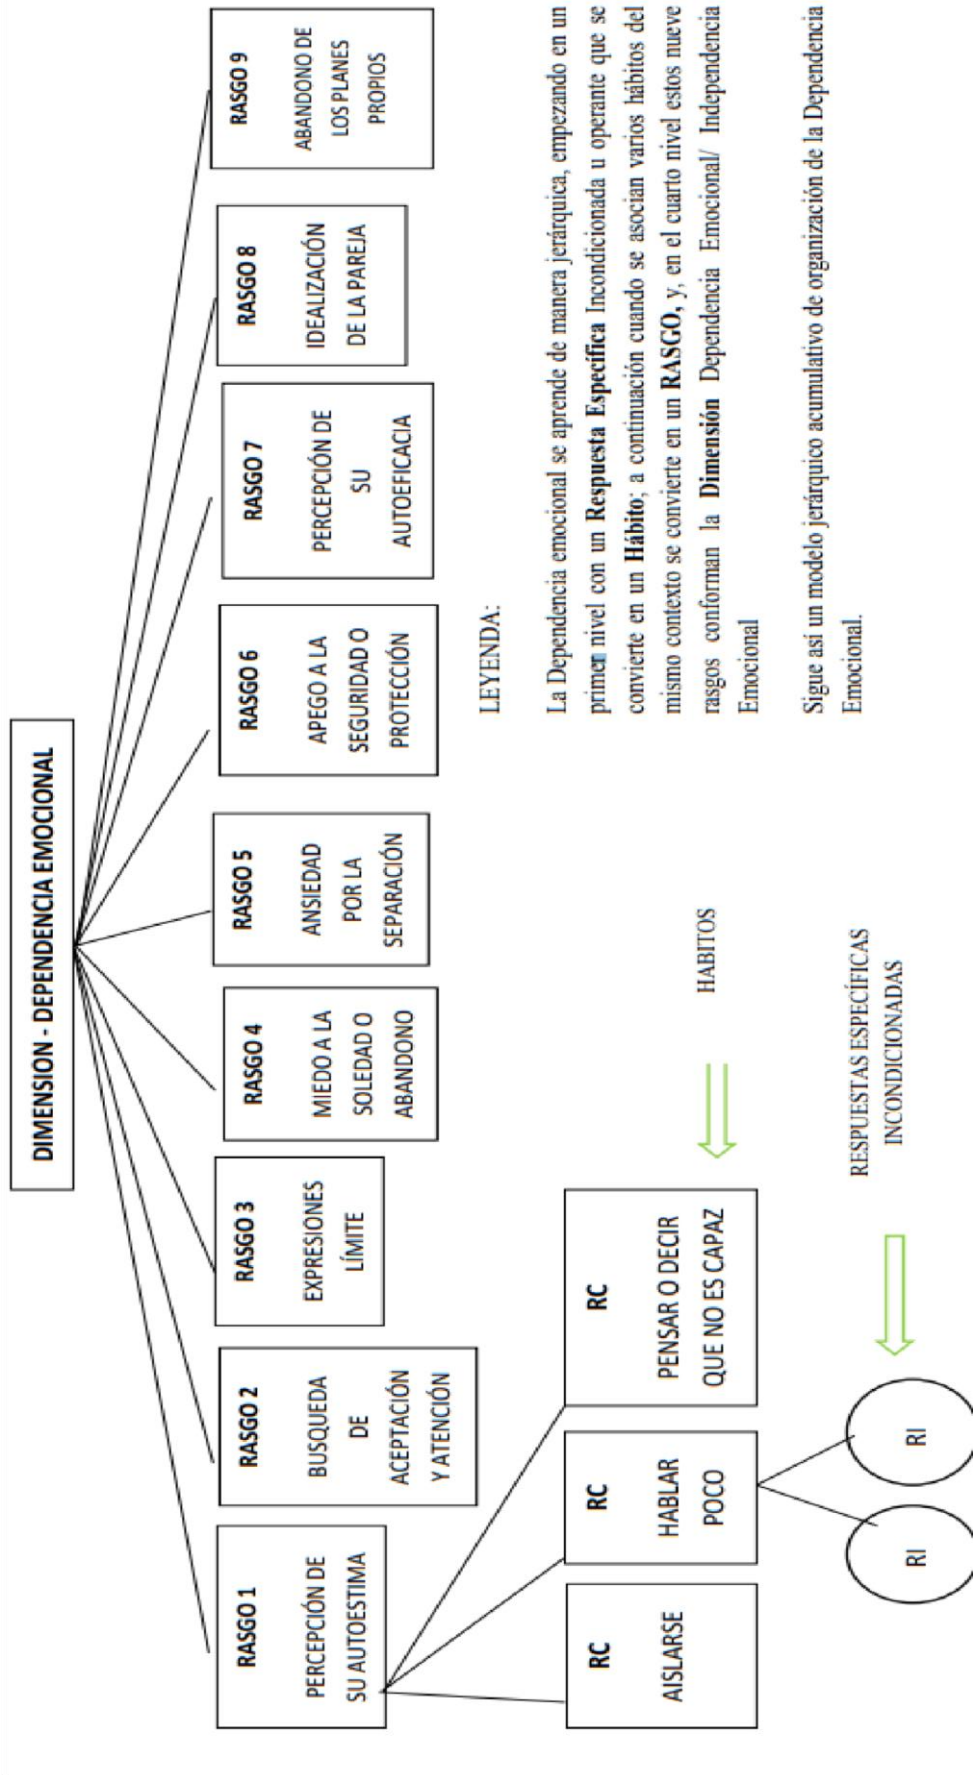 DIMENSION - DEPENDENCIA EMOCIONAL
RASGO 1
PERCEPCIÓN DE
SU AUTOESTIMA
RASGO 2
BUSQUEDA
DE
ACEPTACIÓN
Y ATENCIÓN
RASGO 3
EXPRESIONES
LÍMITE
RASGO 4
MIEDO A LA
SOLEDAD O
ABANDONO
RASGO 5
ANSIEDAD
POR LA
SEPARACIÓN
RASGO 6
APEGO A LA
SEGURIDAD O
PROTECCIÓN
RASGO 7
PERCEPCIÓN DE
SU
AUTOEFICACIA
RASGO 8
IDEALIZACIÓN
DE LA PAREJA
RASGO 9
ABANDONO DE
LOS PLANES
PROPIOS
RC
AISLARSE
RC
HABLAR
POCO
RC
PENSAR O DECIR
QUE NO ES CAPAZ
HABITOS
RI
RI
RESPUESTAS ESPECÍFICAS
INCONDICIONADAS
LEYENDA:
La Dependencia emocional se aprende de manera jerárquica, empezando en un
primer nivel con un Respuesta Específica Incondicionada u operante que se
convierte en un Hábito; a continuación cuando se asocian varios hábitos del
mismo contexto se convierte en un RASGO, y, en el cuarto nivel estos nueve
rasgos conforman la Dimensión Dependencia Emocional/ Independencia
Emocional
Sigue así un modelo jerárquico acumulativo de organización de la Dependencia
Emocional.